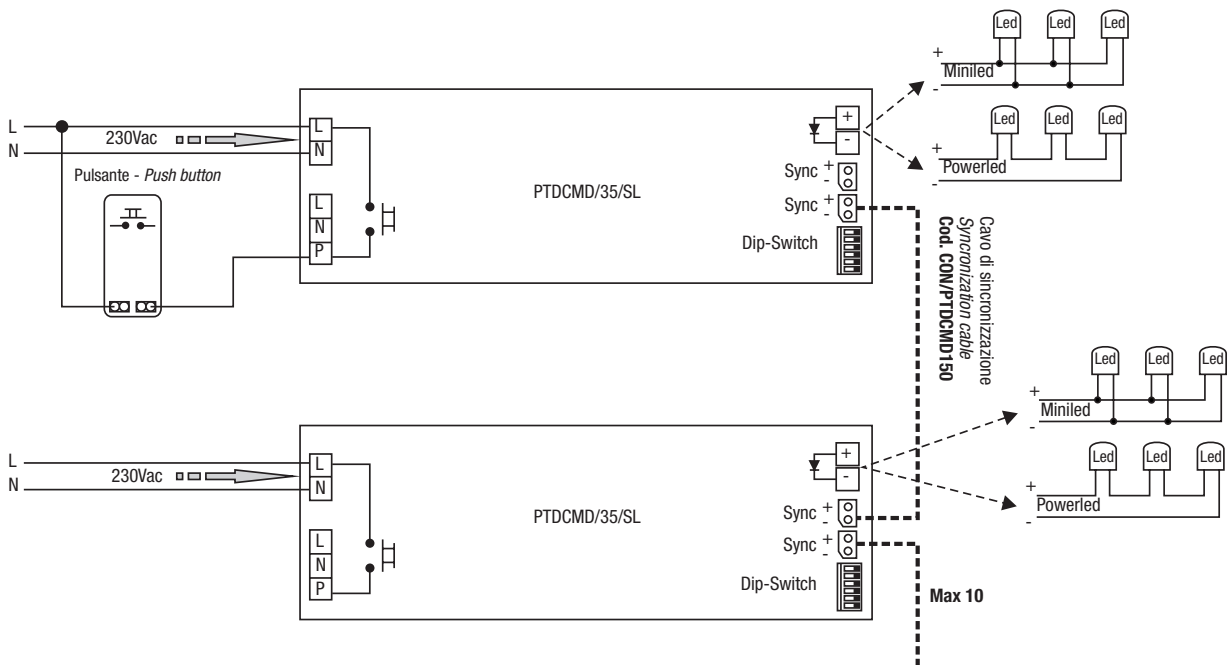 Led Led Led
+
Miniled
-
L
N
230Vac
L
N
+
-
Led Led Led
+
Powerled
-
Pulsante - Push button
L
N
P
PTDCMD/35/SL
Sync + -
Sync + -
Dip-Switch
Cavo di sincronizzazione
Syncronization cable
Cod. CON/PTDCMD150
Led Led Led
+
Miniled
-
L
N
230Vac
L
N
+
-
Led Led Led
+
Powerled
-
L
N
P
PTDCMD/35/SL
Sync + -
Sync + -
Dip-Switch
Max 10